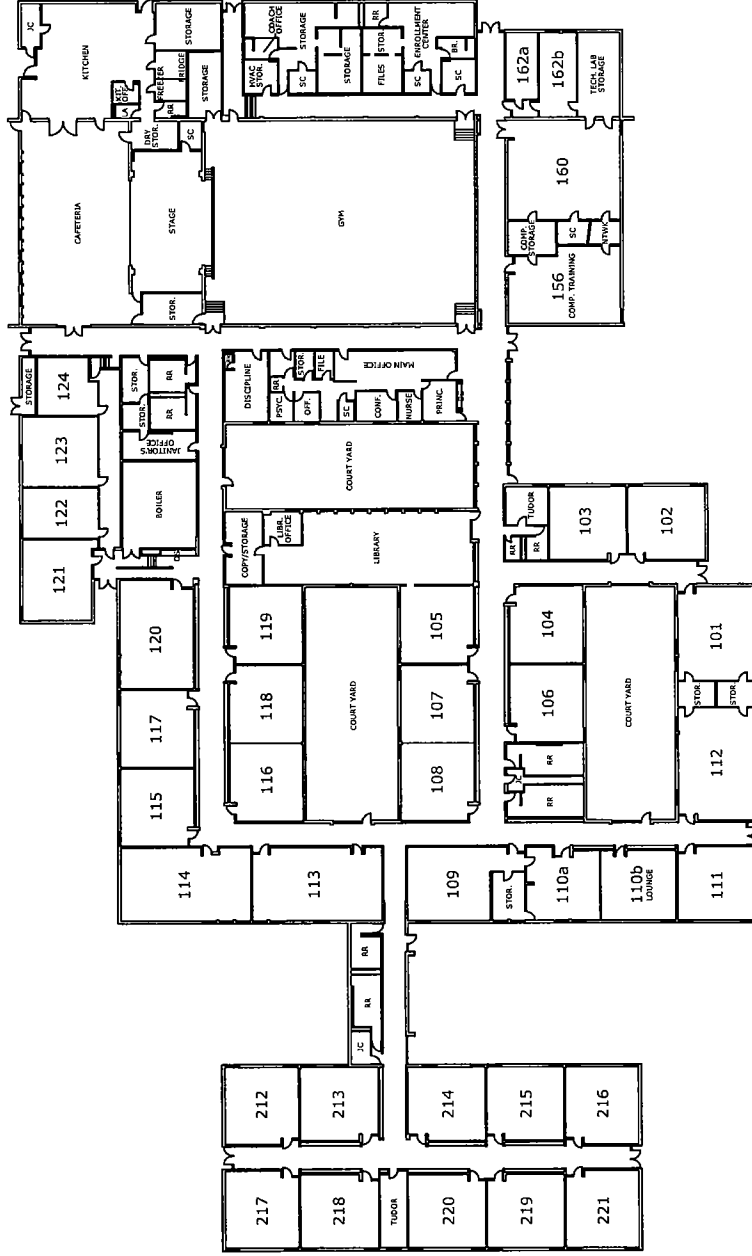 JC
KITCHEN
STORAGE
FREEZER
FRIDGE
STORAGE
KIT.
OFF.
LA
RR
DRY
STOR.
SC
COACH
OFFICE
STORAGE
HVAC
STOR.
SC
STORAGE
RR
STOR.
FILES
ENROLLMENT
CENTER
SC
BR.
SC
162a
162b
TECH. LAB
STORAGE
CAFETERIA
STAGE
STOR.
GYM
160
COMP.
STORAGE
SC
NTWK
156
COMP. TRAINING
STORAGE
124
123
122
121
STOR.
RR
STOR.
RR
JANITOR'S
OFFICE
BOILER
DISCIPLINE
RR
STOR.
FILE
MAIN OFFICE
PSYC.
OFF.
SC
CONF.
NURSE
PRINC.
COURT YARD
COPY/STORAGE
LIBR.
OFFICE
LIBRARY
TUDOR
RR
RR
103
102
120
117
115
119
118
116
COURT YARD
105
107
108
104
106
RR
JC
RR
COURT YARD
101
STOR
STOR
112
114
113
109
STOR.
110a
110b
LOUNGE
111
RR
RR
JC
212
213
214
215
216
217
218
TUDOR
220
219
221